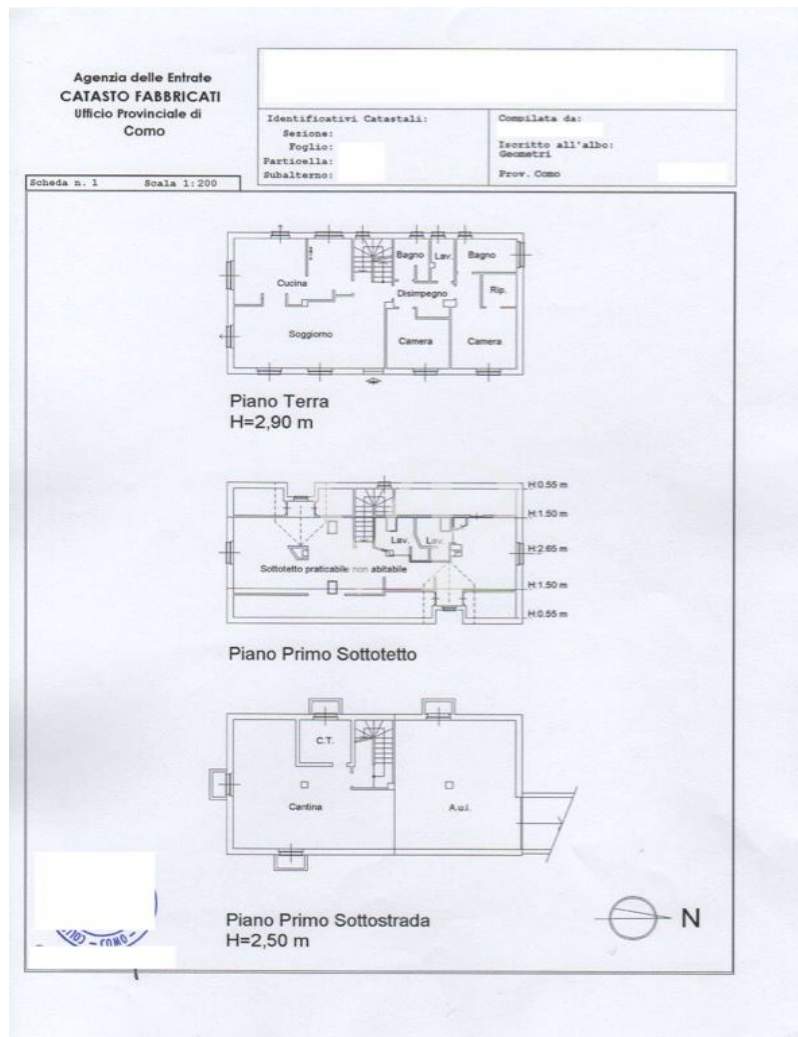 Agenzia delle Entrate
CATASTO FABBRICATI
Ufficio Provinciale di
Como
Identificativi Catastali:
Sezione:
Foglio:
Particella:
Subalterno:
Compilata da:
Iscritto all'albo:
Geometri
Prov. Como
Scheda n. 1 Scala 1:200
Bagno Lav. Bagno
Cucina
Disimpegno
Rip.
Soggiorno
Camera
Camera
Piano Terra
H=2,90 m
H:0.55 m
H:1.50 m
Lav. Lav.
H:2.65 m
Sottotetto praticabile non abitabile
H:1.50 m
H:0.55 m
Piano Primo Sottotetto
C.T.
Cantina
A.u.i.
Piano Primo Sottostrada
H=2,50 m
N
COMO